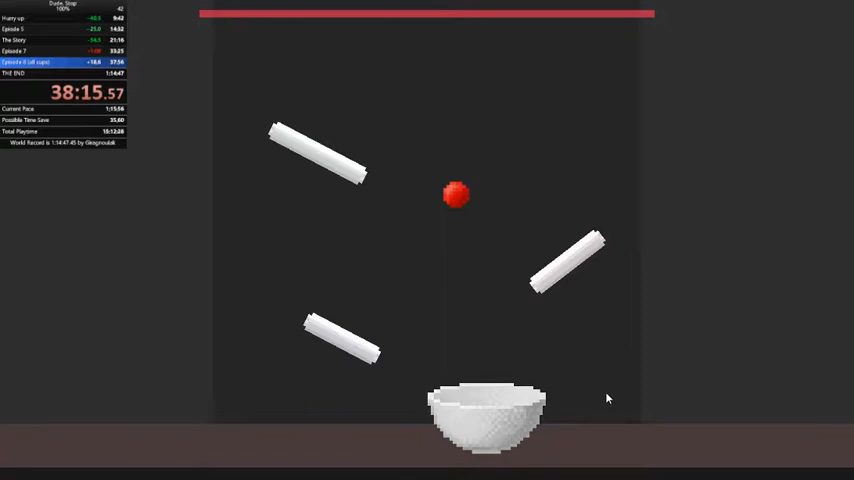 Dude, Stop
100% 42
Hurry up -40,5 9:42
Episode 5 -25,0 14:32
The Story -34,5 21:16
Episode 7 33:25
Episode 8 (all cups) +18,6 37:56
THE END 1:14:47
38:15.57
Current Pace 1:15:56
Possible Time Save 35,60
Total Playtime 15:12:28
World Record is 1:14:47.45 by Gieagnoulak